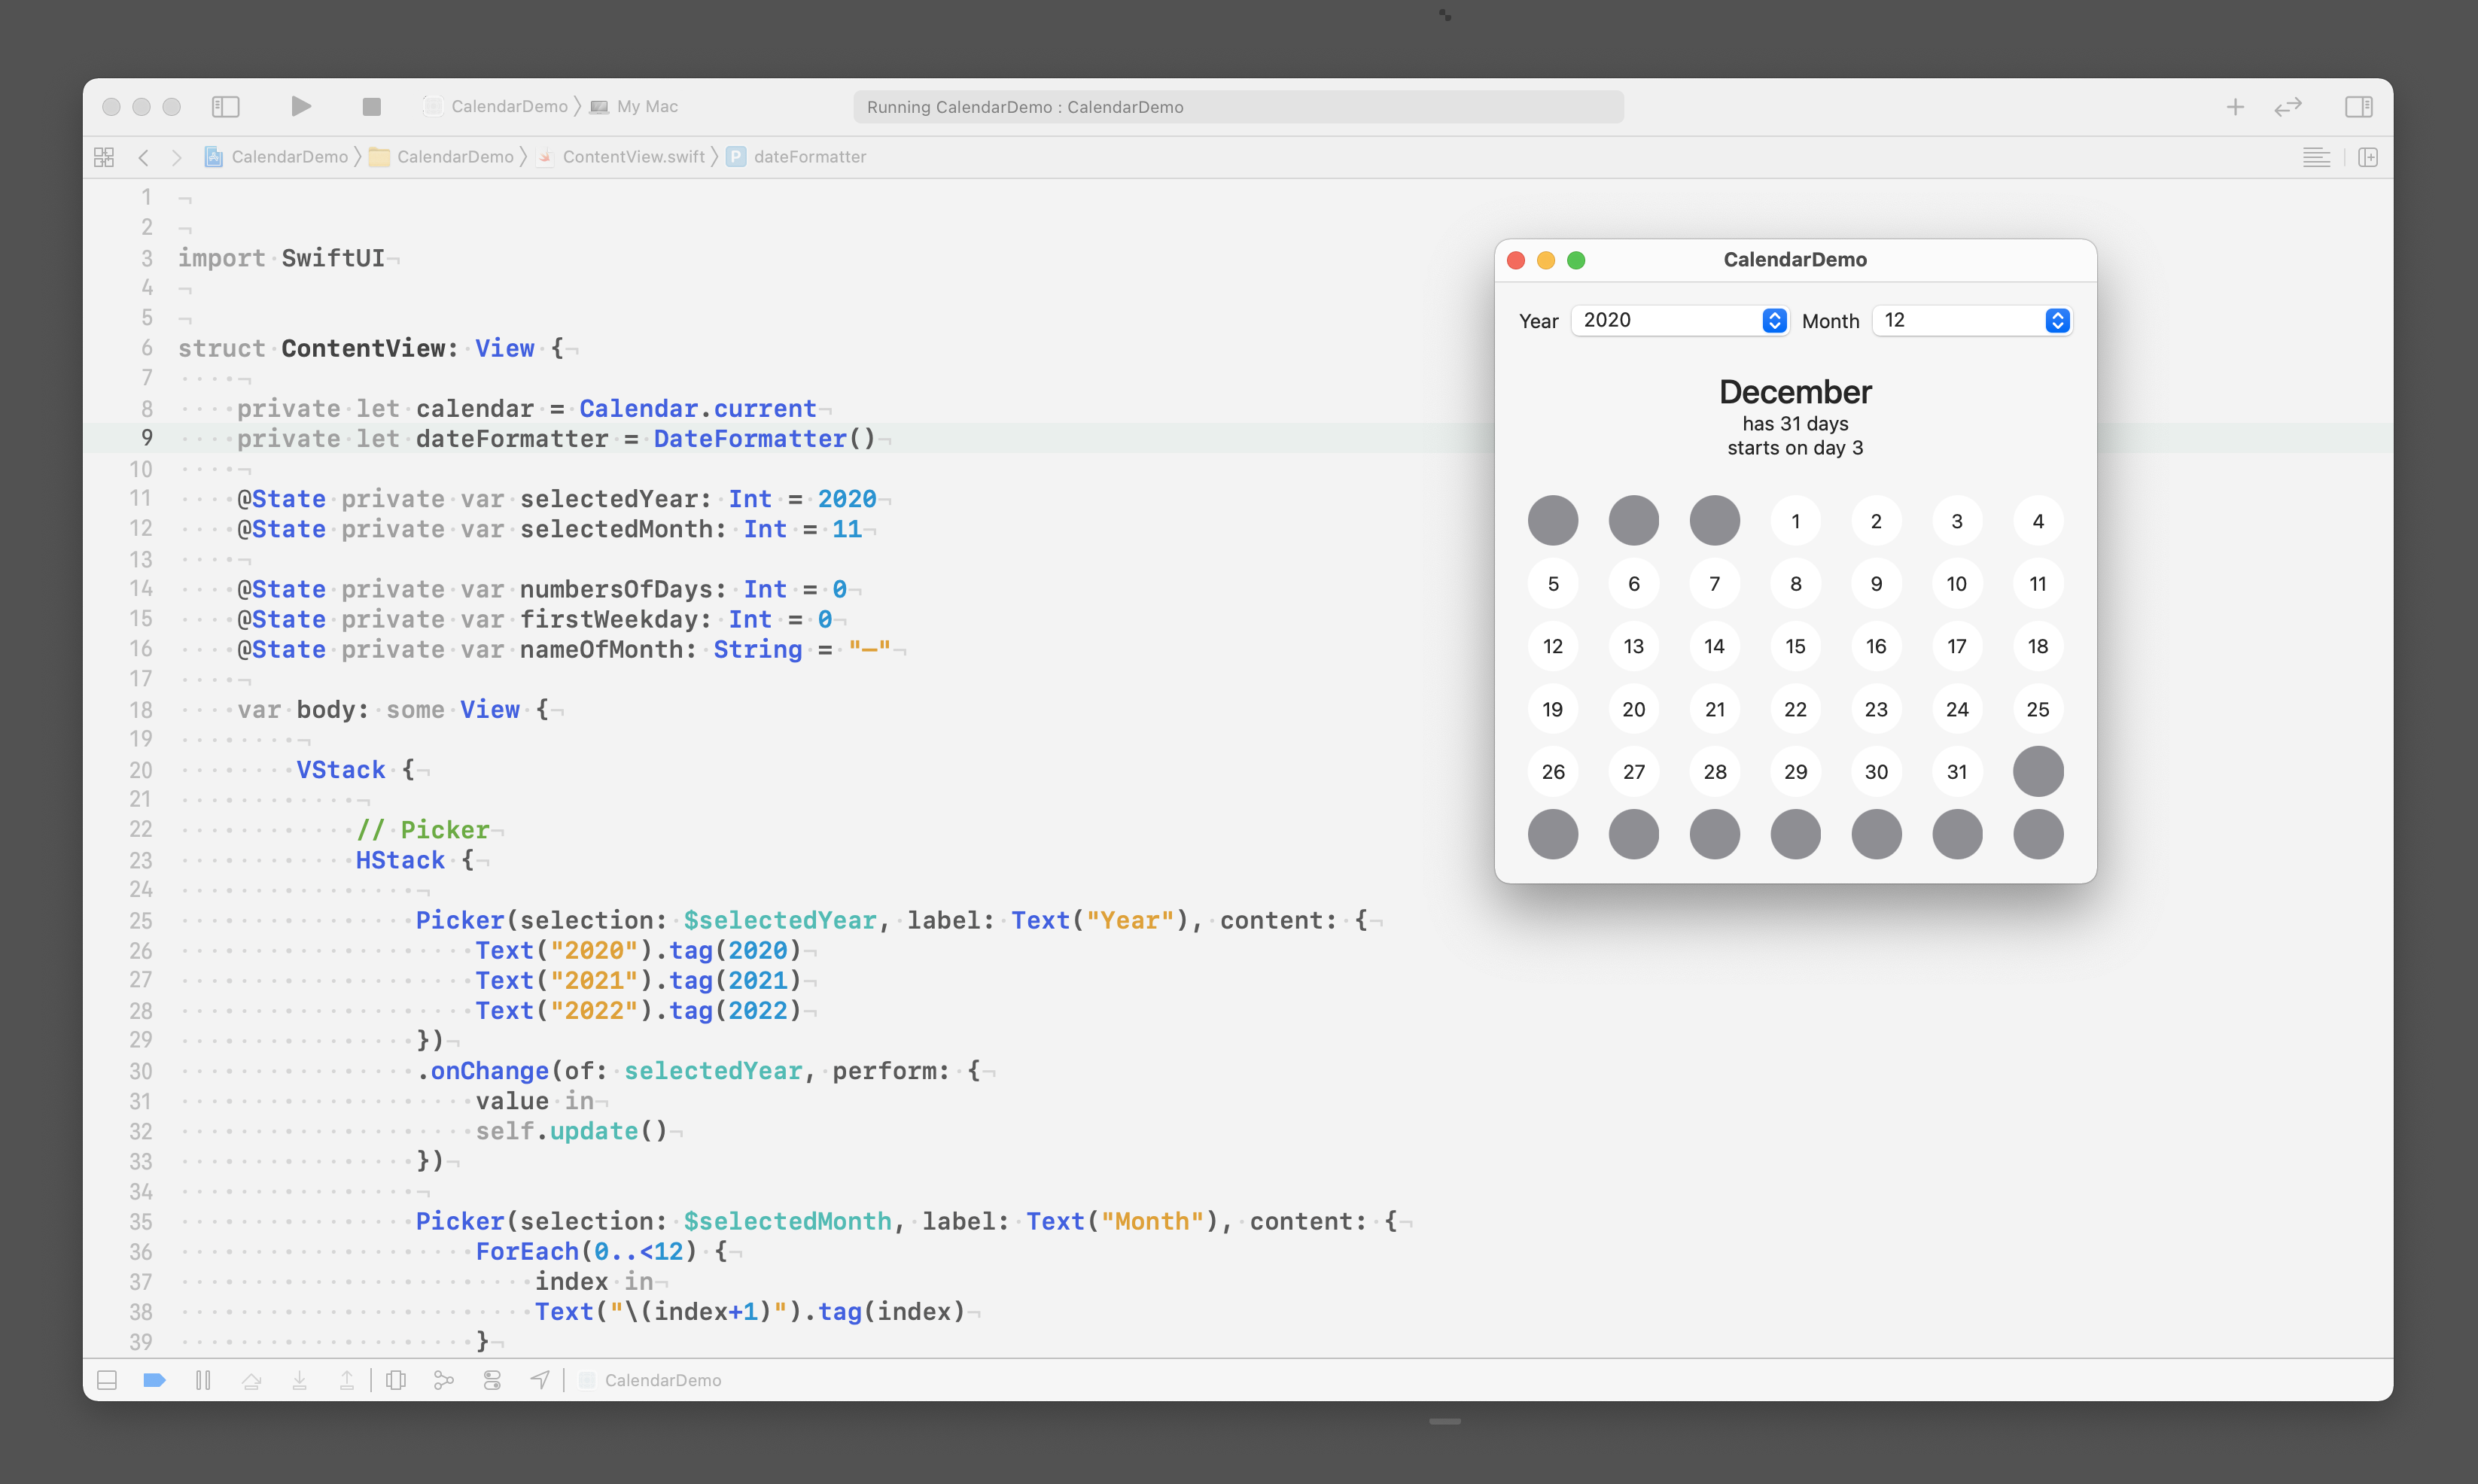 CalendarDemo 〉 My Mac
Running CalendarDemo : CalendarDemo
CalendarDemo 〉 CalendarDemo 〉 ContentView.swift 〉 P dateFormatter
1
2
3 import SwiftUI
4
5
6 struct ContentView: View {
7
8 private let calendar = Calendar.current
9 private let dateFormatter = DateFormatter()
10
11 @State private var selectedYear: Int = 2020
12 @State private var selectedMonth: Int = 11
13
14 @State private var numbersOfDays: Int = 0
15 @State private var firstWeekday: Int = 0
16 @State private var nameOfMonth: String = "—"
17
18 var body: some View {
19
20 VStack {
21
22 // Picker
23 HStack {
24
25 Picker(selection: $selectedYear, label: Text("Year"), content: {
26 Text("2020").tag(2020)
27 Text("2021").tag(2021)
28 Text("2022").tag(2022)
29 })
30 .onChange(of: selectedYear, perform: {
31 value in
32 self.update()
33 })
34
35 Picker(selection: $selectedMonth, label: Text("Month"), content: {
36 ForEach(0..<12) {
37 index in
38 Text("\(index+1)").tag(index)
39 }
CalendarDemo
CalendarDemo
Year 2020 Month 12
December
has 31 days
starts on day 3
1 2 3 4
5 6 7 8 9 10 11
12 13 14 15 16 17 18
19 20 21 22 23 24 25
26 27 28 29 30 31